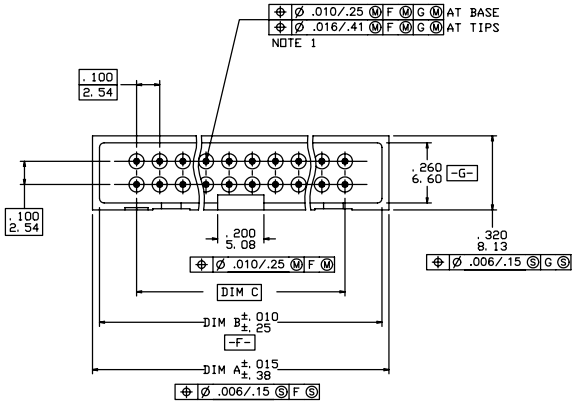 ⌖ Ø .010/.25 Ⓜ F Ⓜ G Ⓜ AT BASE
⌖ Ø .016/.41 Ⓜ F Ⓜ G Ⓜ AT TIPS
NOTE 1
.100
2.54
.260
6.60
-G-
.100
2.54
.200
5.08
.320
8.13
⌖ Ø .010/.25 Ⓜ F Ⓜ
⌖ Ø .006/.15 Ⓢ G Ⓢ
DIM C
DIM B ±.010
±.25
-F-
DIM A ±.015
±.38
⌖ Ø .006/.15 Ⓢ F Ⓢ